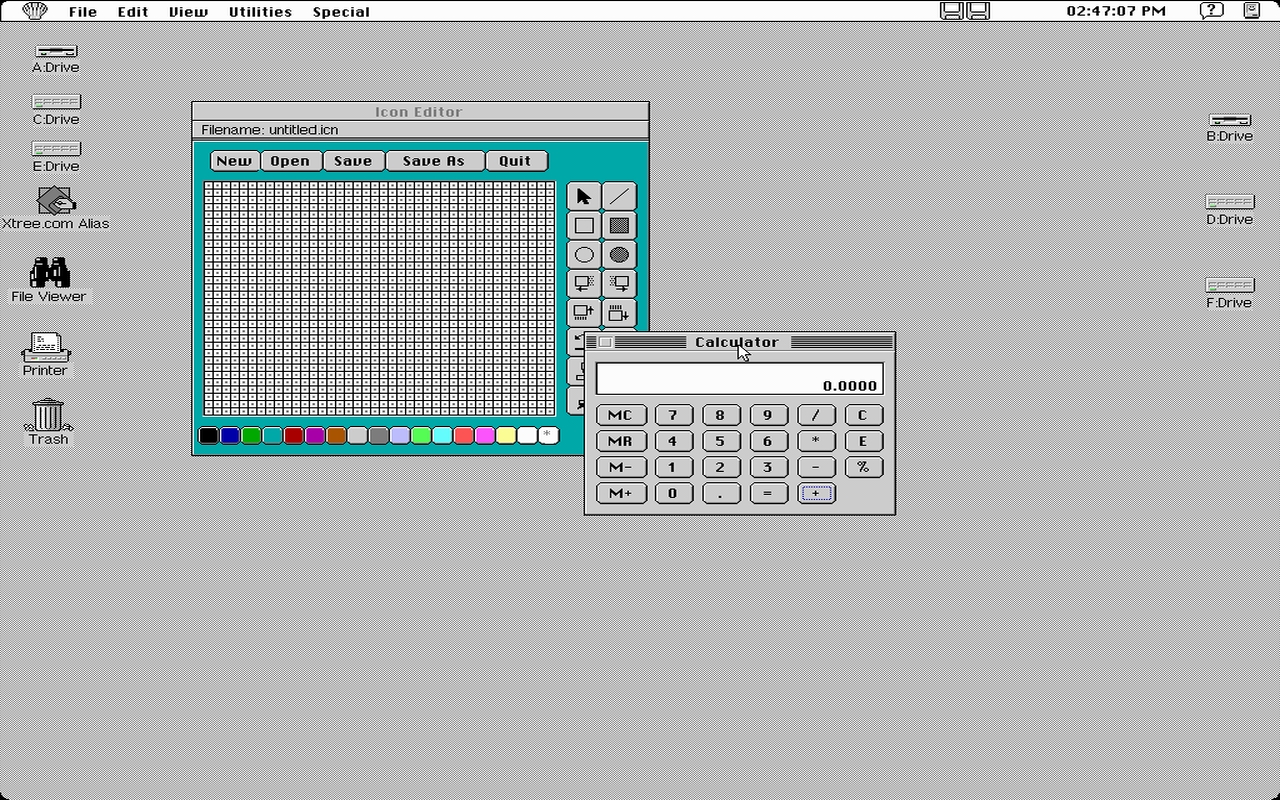 File Edit View Utilities Special 02:47:07 PM ?
A:Drive
C:Drive
E:Drive
Xtree.com Alias
File Viewer
Printer
Trash
Icon Editor
Filename: untitled.icn
New Open Save Save As Quit
*
Calculator
0.0000
MC 7 8 9 / C
MR 4 5 6 * E
M- 1 2 3 - %
M+ 0 . = +
B:Drive
D:Drive
F:Drive